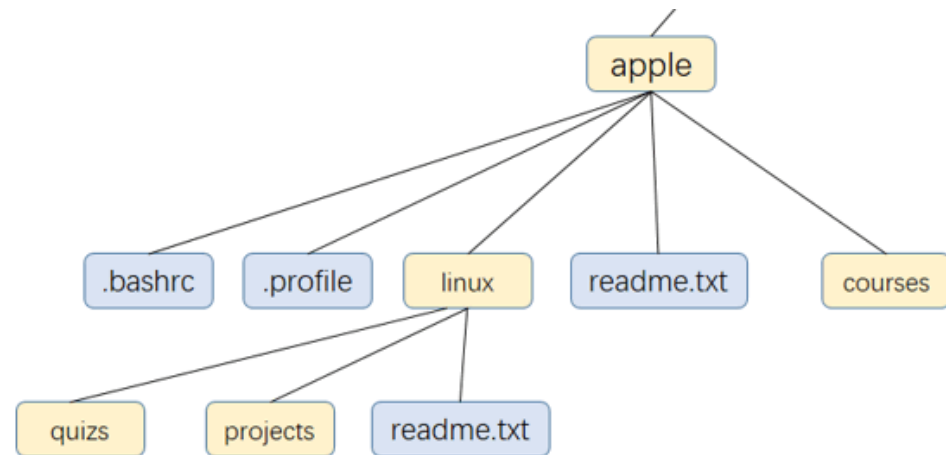 apple
.bashrc
.profile
linux
readme.txt
courses
quizs
projects
readme.txt